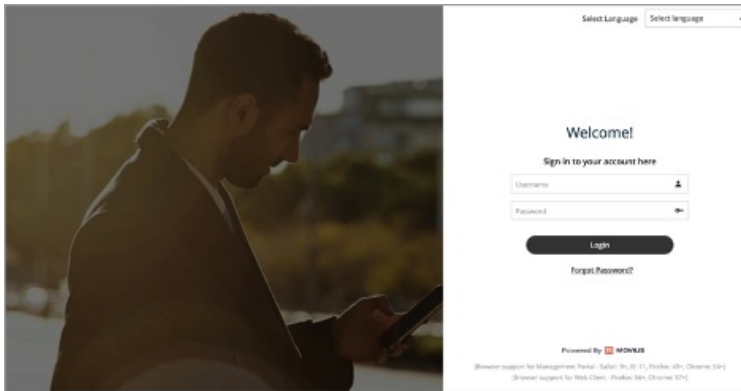 Select Language Select language
Welcome!
Sign in to your account here
Username
Password
Login
Forgot Password?
Powered By MOVIUS
(Browser support for Management Portal - Safari: 9+, IE: 11, Firefox: 49+, Chrome: 54+)
(Browser support for Web Client - Firefox: 56+, Chrome: 57+)